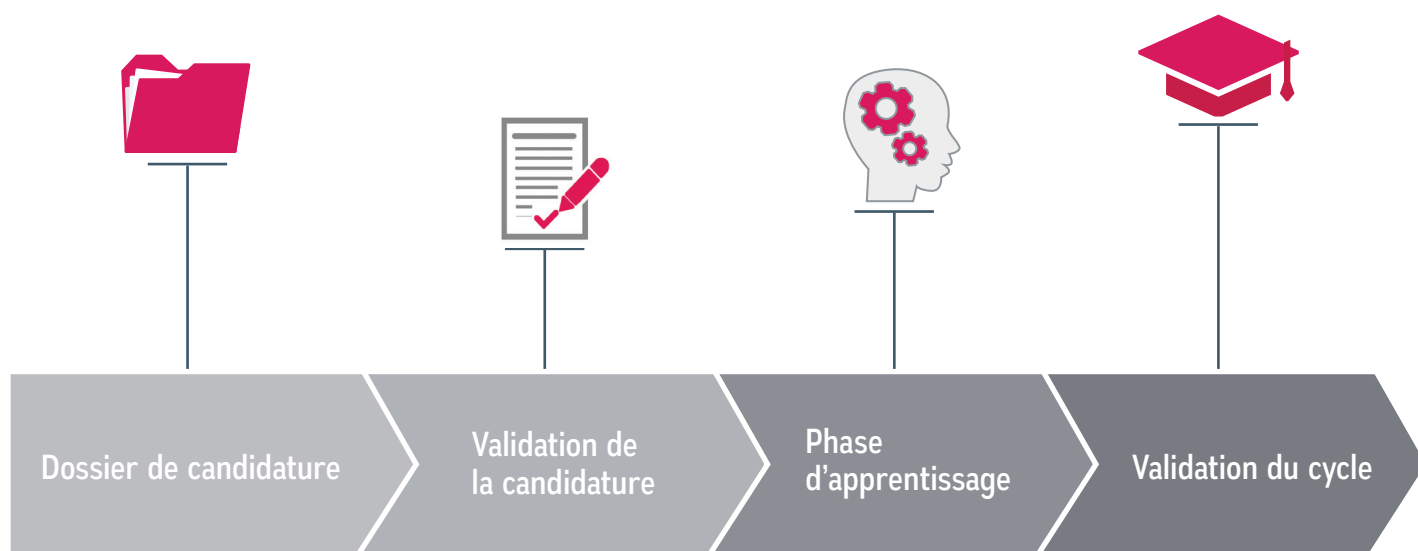 Dossier de candidature
Validation de
la candidature
Phase
d’apprentissage
Validation du cycle